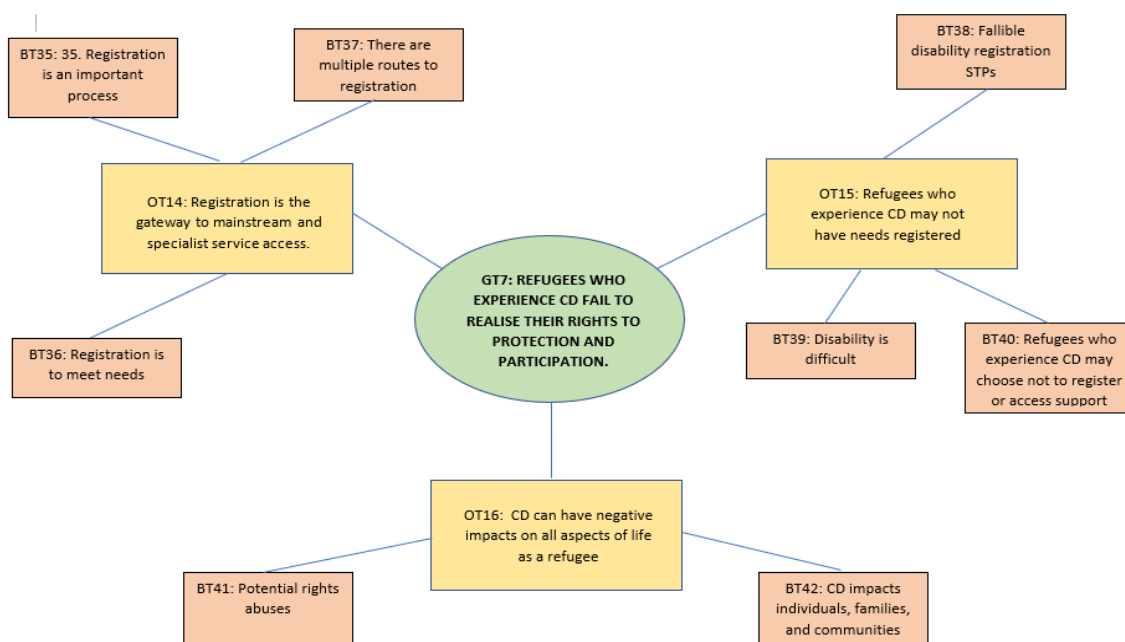 BT35: 35. Registration
is an important
process
BT37: There are
multiple routes to
registration
BT38: Fallible
disability registration
STPs
OT14: Registration is the
gateway to mainstream and
specialist service access.
OT15: Refugees who
experience CD may not
have needs registered
GT7: REFUGEES WHO
EXPERIENCE CD FAIL TO
REALISE THEIR RIGHTS TO
PROTECTION AND
PARTICIPATION.
BT36: Registration is
to meet needs
BT39: Disability is
difficult
BT40: Refugees who
experience CD may
choose not to register
or access support
OT16:  CD can have negative
impacts on all aspects of life
as a refugee
BT41: Potential rights
abuses
BT42: CD impacts
individuals, families,
and communities